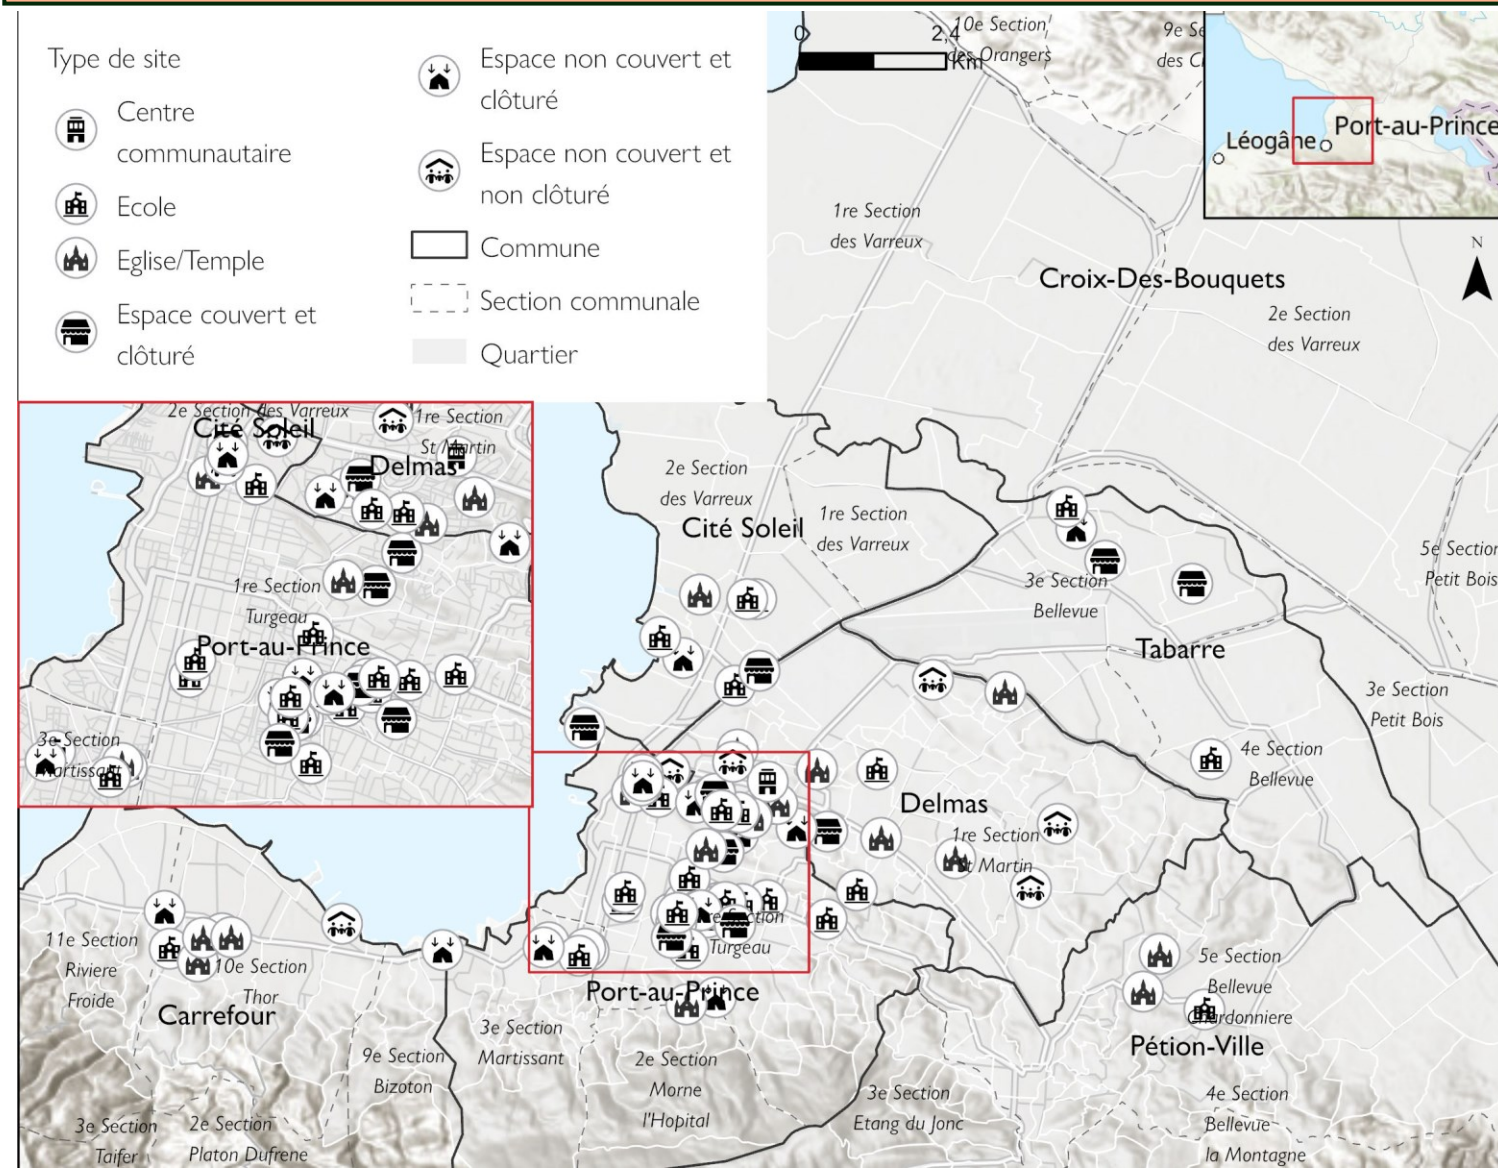 Type de site
Centre
communautaire
Ecole
Eglise/Temple
Espace couvert et
clôturé
Espace non couvert et
clôturé
Espace non couvert et
non clôturé
Commune
Section communale
Quartier
0
2,4
Km
10e Section
des Orangers
9e Se
des C
Léogâne
Port-au-Prince
N
1re Section
des Varreux
Croix-Des-Bouquets
2e Section
des Varreux
2e Section des Varreux
Cité Soleil
1re Section
St Martin
Delmas
1re Section
Turgeau
Port-au-Prince
3e Section
Martissant
2e Section
des Varreux
Cité Soleil
1re Section
des Varreux
3e Section
Bellevue
5e Section
Petit Bois
Tabarre
3e Section
Petit Bois
4e Section
Bellevue
Delmas
1re Section
St Martin
re Section
Turgeau
Port-au-Prince
11e Section
Riviere
Froide
10e Section
Thor
Carrefour
9e Section
Bizoton
3e Section
Martissant
2e Section
Morne
l'Hopital
3e Section
Etang du Jonc
5e Section
Bellevue
Chardonniere
Pétion-Ville
4e Section
Bellevue
la Montagne
3e Section
Taifer
2e Section
Platon Dufrene